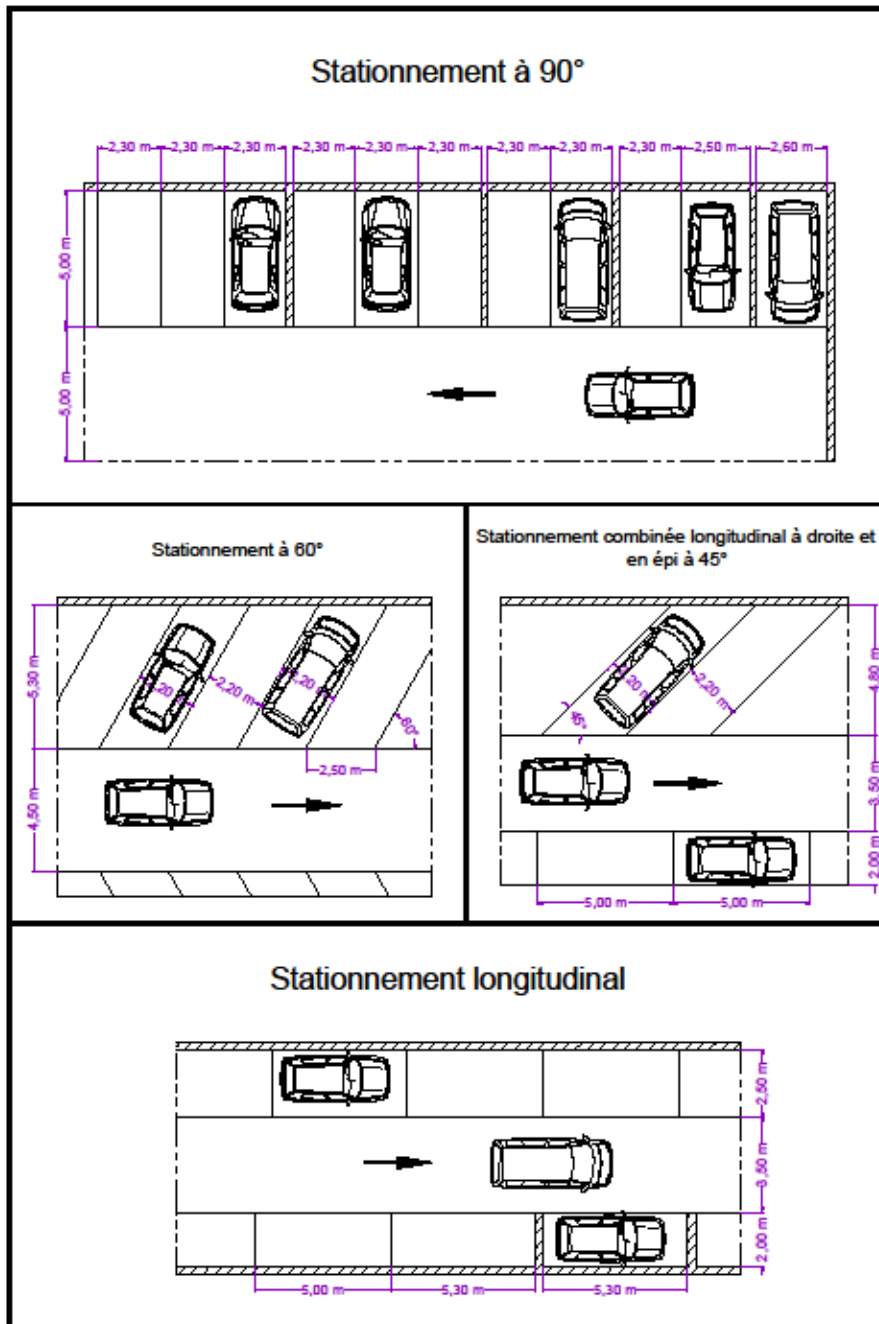 Stationnement à 90°
2,30 m 2,30 m 2,30 m 2,30 m 2,30 m 2,30 m 2,30 m 2,30 m 2,30 m 2,50 m 2,60 m
5,00 m
5,00 m
Stationnement à 60°
5,30 m
2,20 m
2,20 m
2,20 m
60°
2,50 m
4,50 m
Stationnement combinée longitudinal à droite et
en épi à 45°
4,80 m
2,20 m
2,20 m
45°
3,50 m
2,00 m
5,00 m 5,00 m
Stationnement longitudinal
2,50 m
3,50 m
2,00 m
5,00 m 5,30 m 5,30 m